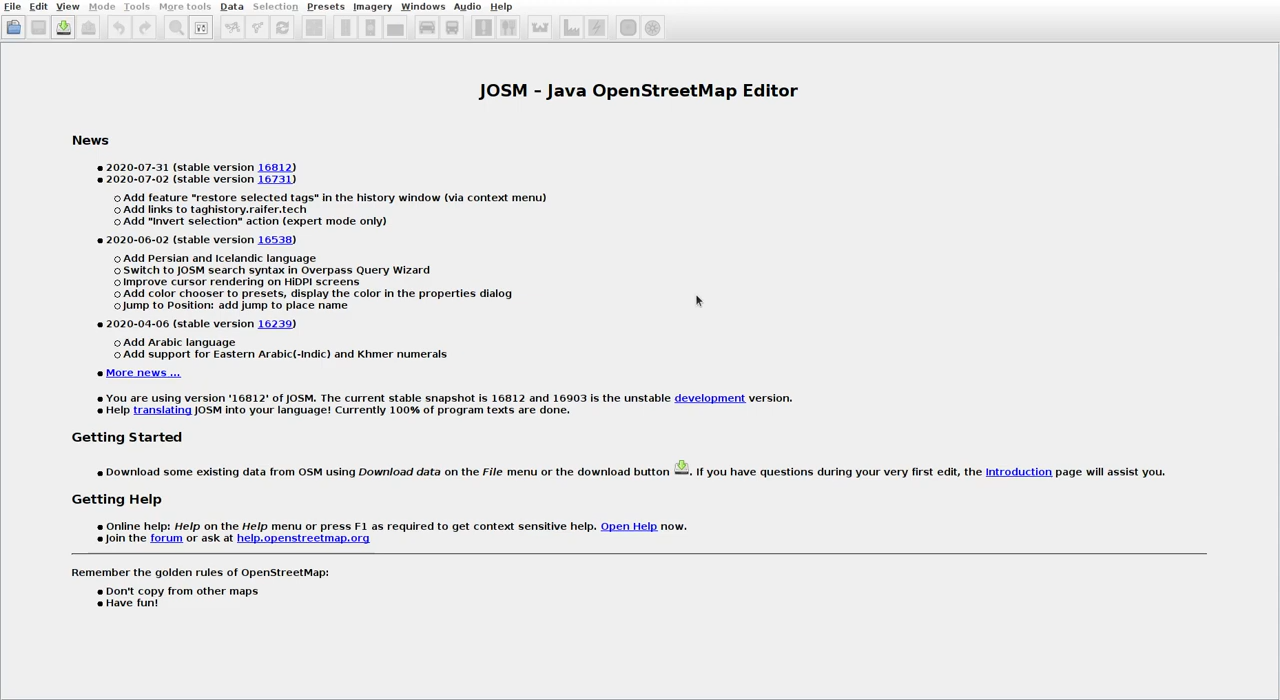 File Edit View Mode Tools More tools Data Selection Presets Imagery Windows Audio Help
JOSM – Java OpenStreetMap Editor
News
2020-07-31 (stable version 16812)
2020-07-02 (stable version 16731)
Add feature "restore selected tags" in the history window (via context menu)
Add links to taghistory.raifer.tech
Add "Invert selection" action (expert mode only)
2020-06-02 (stable version 16538)
Add Persian and Icelandic language
Switch to JOSM search syntax in Overpass Query Wizard
Improve cursor rendering on HiDPI screens
Add color chooser to presets, display the color in the properties dialog
Jump to Position: add jump to place name
2020-04-06 (stable version 16239)
Add Arabic language
Add support for Eastern Arabic(-Indic) and Khmer numerals
More news ...
You are using version '16812' of JOSM. The current stable snapshot is 16812 and 16903 is the unstable development version.
Help translating JOSM into your language! Currently 100% of program texts are done.
Getting Started
Download some existing data from OSM using Download data on the File menu or the download button . If you have questions during your very first edit, the Introduction page will assist you.
Getting Help
Online help: Help on the Help menu or press F1 as required to get context sensitive help. Open Help now.
Join the forum or ask at help.openstreetmap.org
Remember the golden rules of OpenStreetMap:
Don't copy from other maps
Have fun!